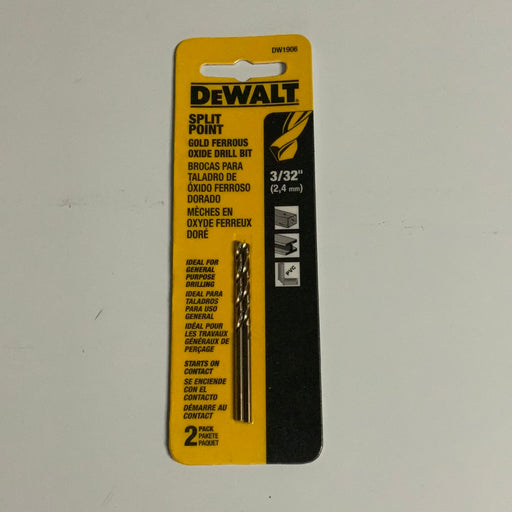 DW1906
DEWALT
SPLIT
POINT
GOLD FERROUS
OXIDE DRILL BIT
BROCAS PARA
TALADRO DE
ÓXIDO FERROSO
DORADO
MÈCHES EN
OXYDE FERREUX
DORÉ
3/32"
(2,4 mm)
PVC
IDEAL FOR
GENERAL
PURPOSE
DRILLING
IDEAL PARA
TALADROS
PARA USO
GENERAL
IDÉAL POUR
LES TRAVAUX
GÉNÉRAUX DE
PERÇAGE
STARTS ON
CONTACT
SE ENCIENDE
CON EL
CONTACTO
DÉMARRE AU
CONTACT
2 PACK
PAKETE
PAQUET